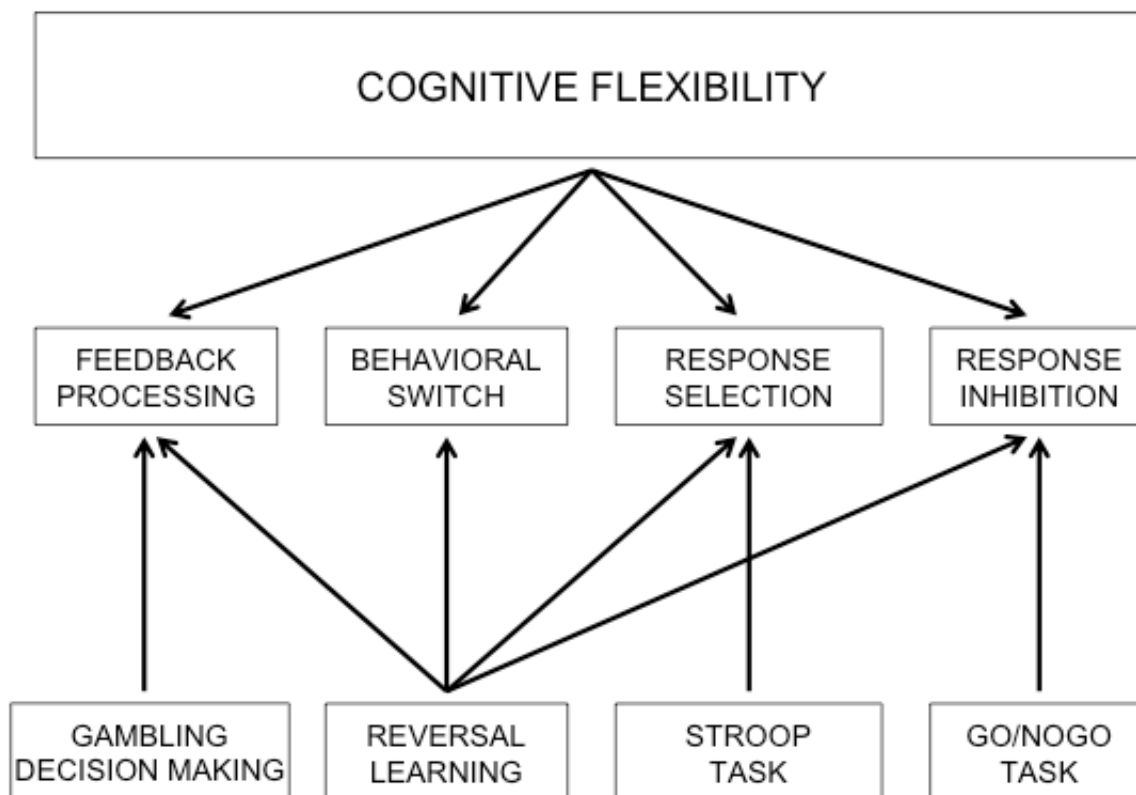 COGNITIVE FLEXIBILITY
FEEDBACK
PROCESSING
BEHAVIORAL
SWITCH
RESPONSE
SELECTION
RESPONSE
INHIBITION
GAMBLING
DECISION MAKING
REVERSAL
LEARNING
STROOP
TASK
GO/NOGO
TASK